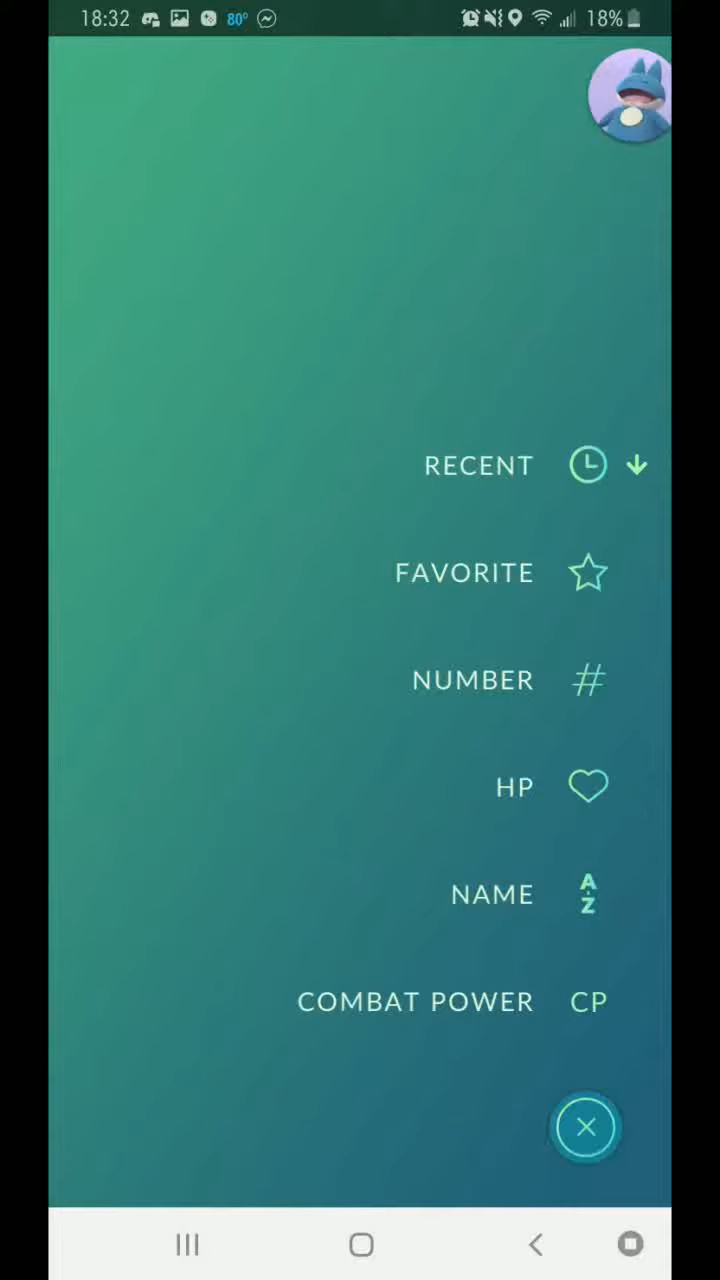 18:32 80° 18%
RECENT
FAVORITE
NUMBER #
HP
NAME A-Z
COMBAT POWER CP